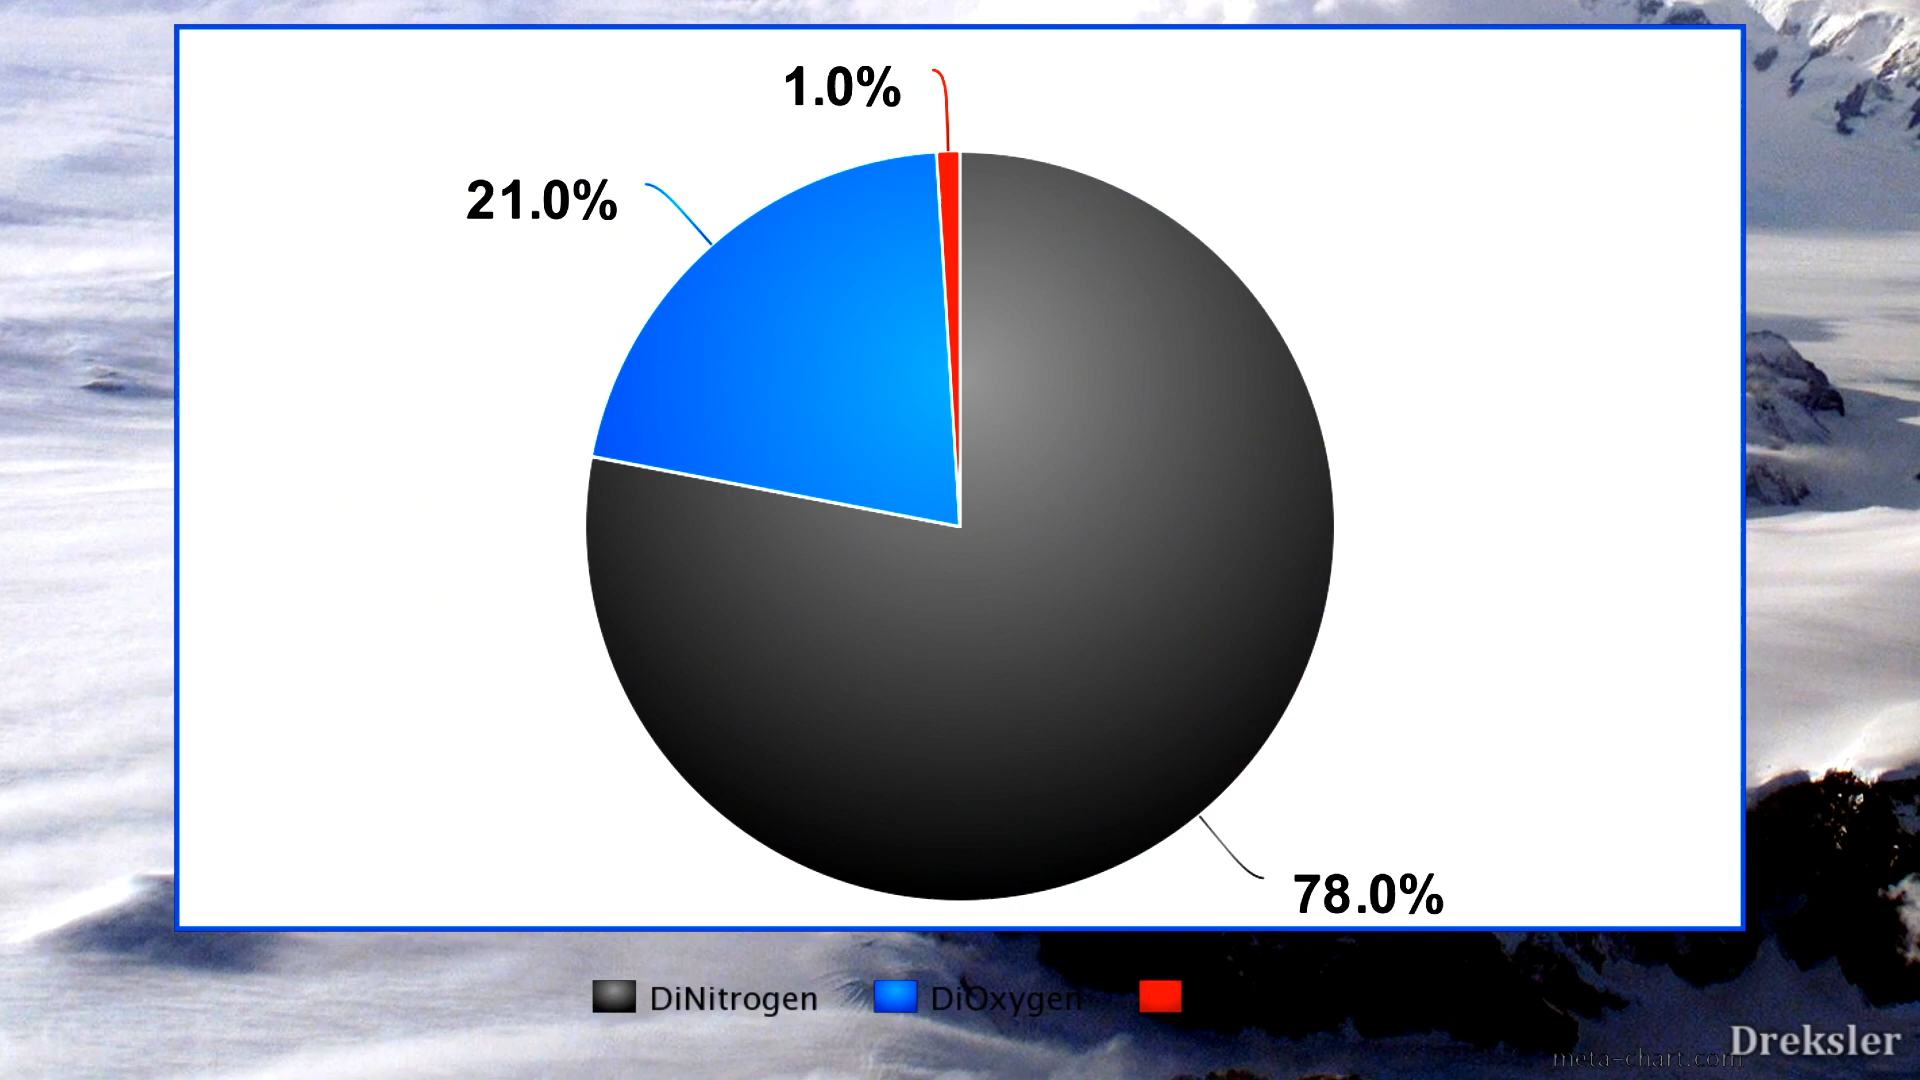 1.0%
21.0%
78.0%
DiNitrogen
DiOxygen
Dreksler
meta-chart.com